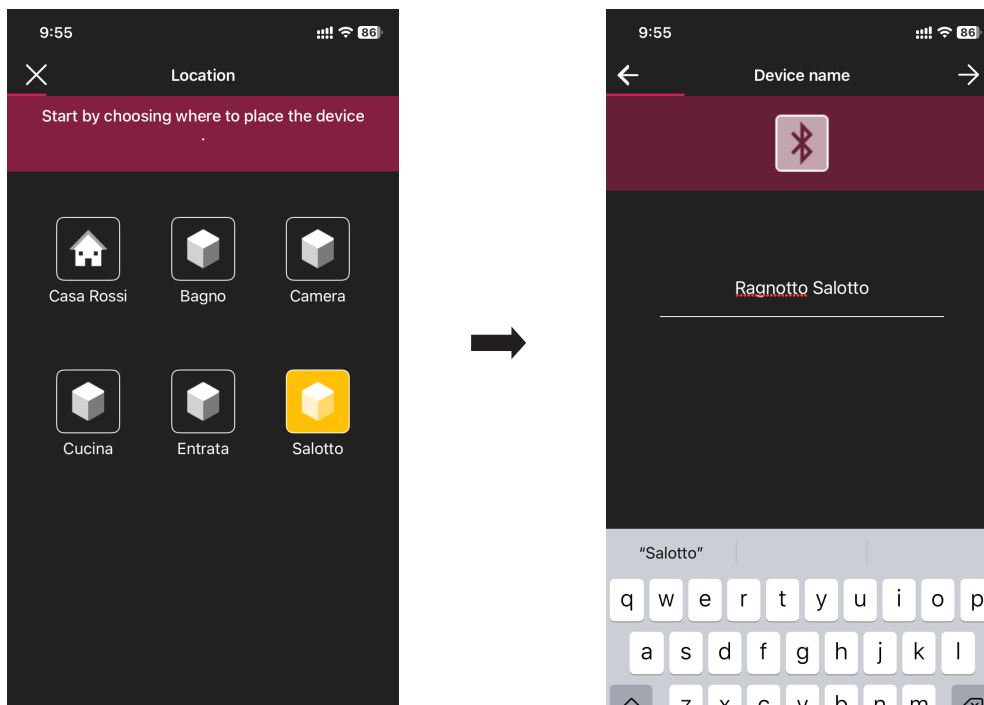 9:55
86
Location
Start by choosing where to place the device
.
Casa Rossi
Bagno
Camera
Cucina
Entrata
Salotto
9:55
86
Device name
Ragnotto Salotto
“Salotto”
q w e r t y u i o p
a s d f g h j k l
z x c v b n m